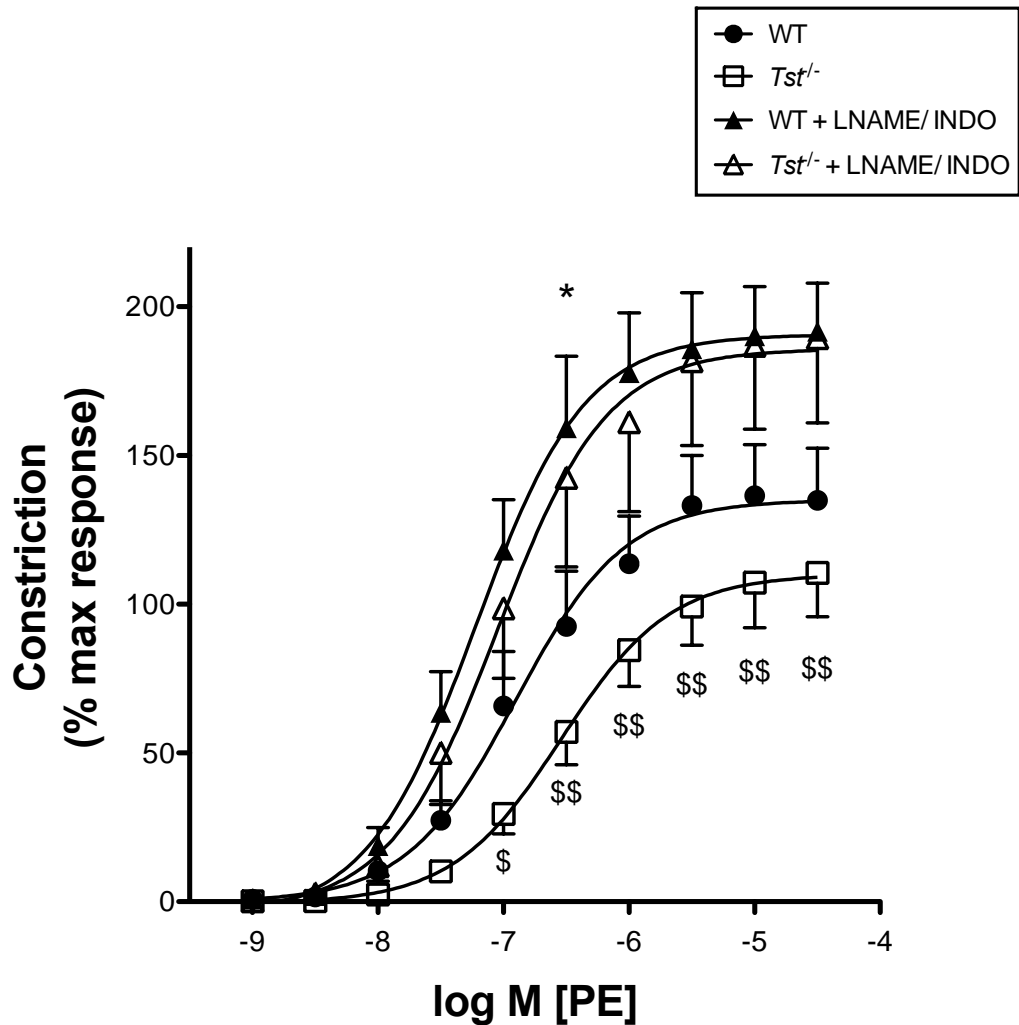 WT
Tst-/-
WT + LNAME/ INDO
Tst-/- + LNAME/ INDO
Constriction
(% max response)
200
150
100
50
0
*
$
$$
$$
$$
$$
$$
-9
-8
-7
-6
-5
-4
log M [PE]